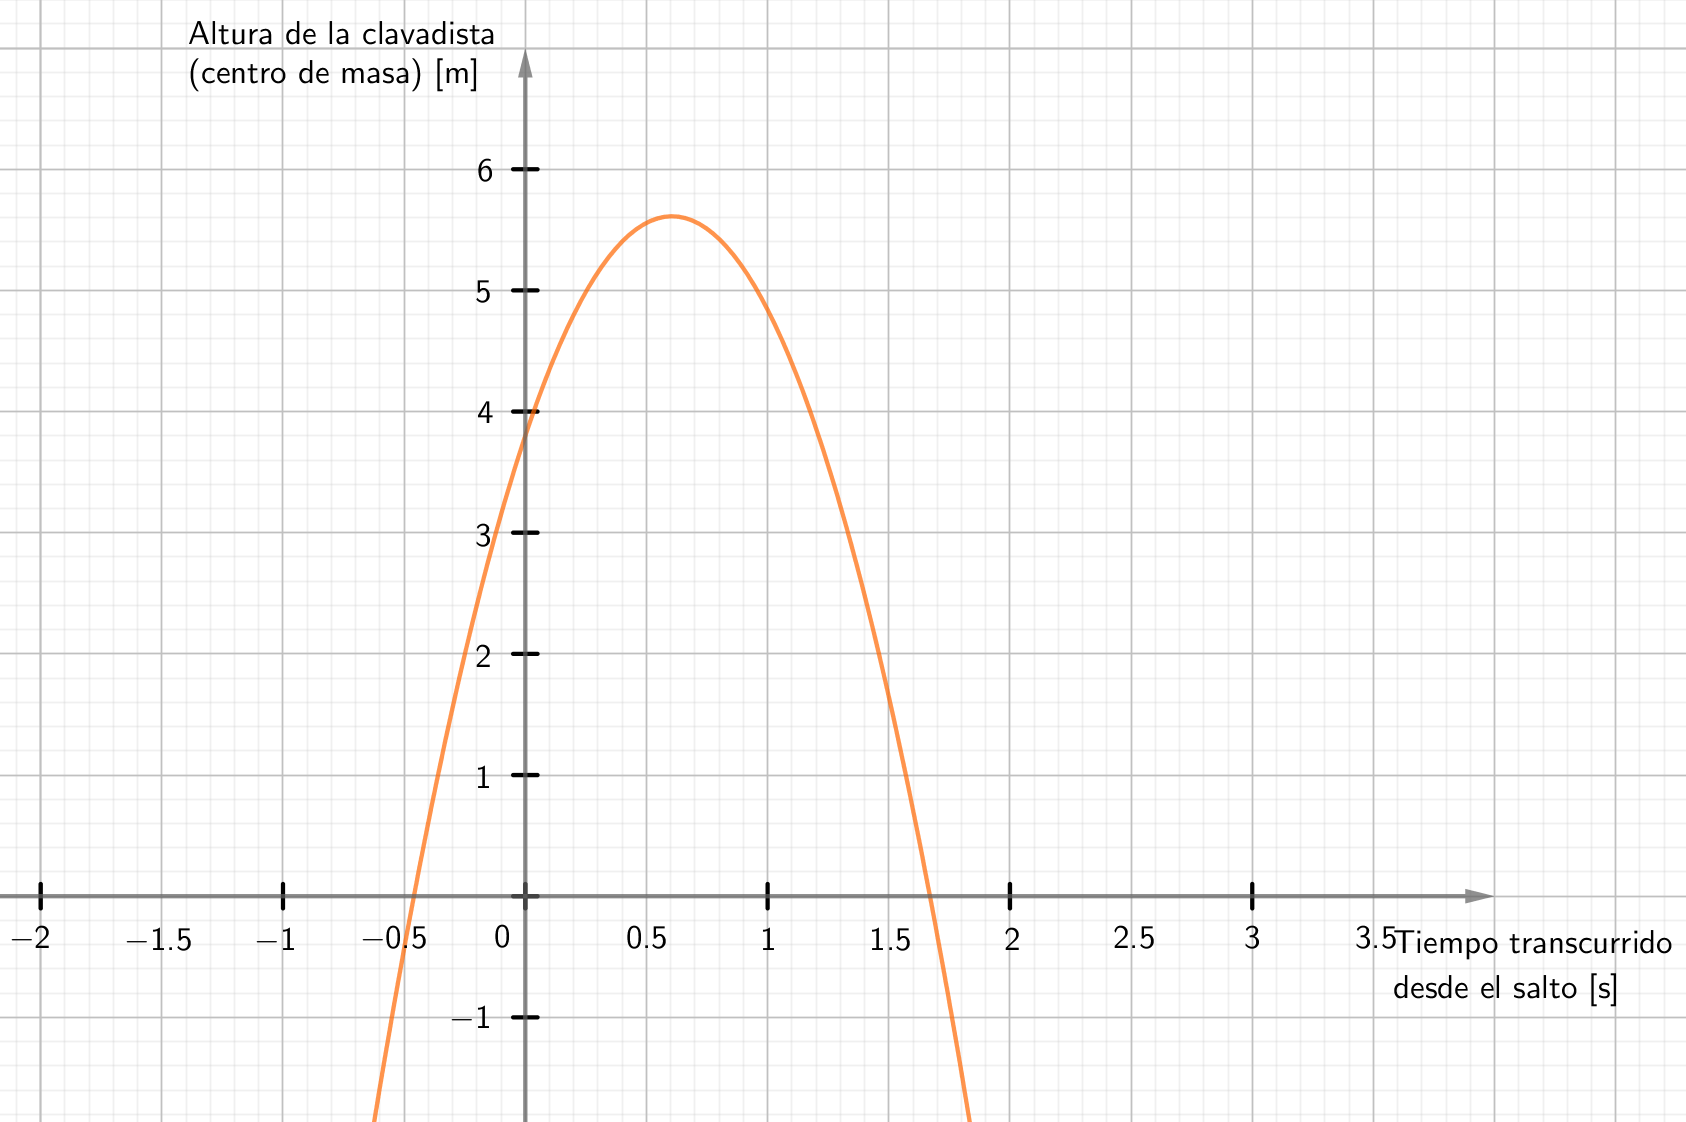 Altura de la clavadista
(centro de masa) [m]
6
5
4
3
2
1
−2 −1.5 −1 −0.5 0 0.5 1 1.5 2 2.5 3 3.5
Tiempo transcurrido
desde el salto [s]
−1